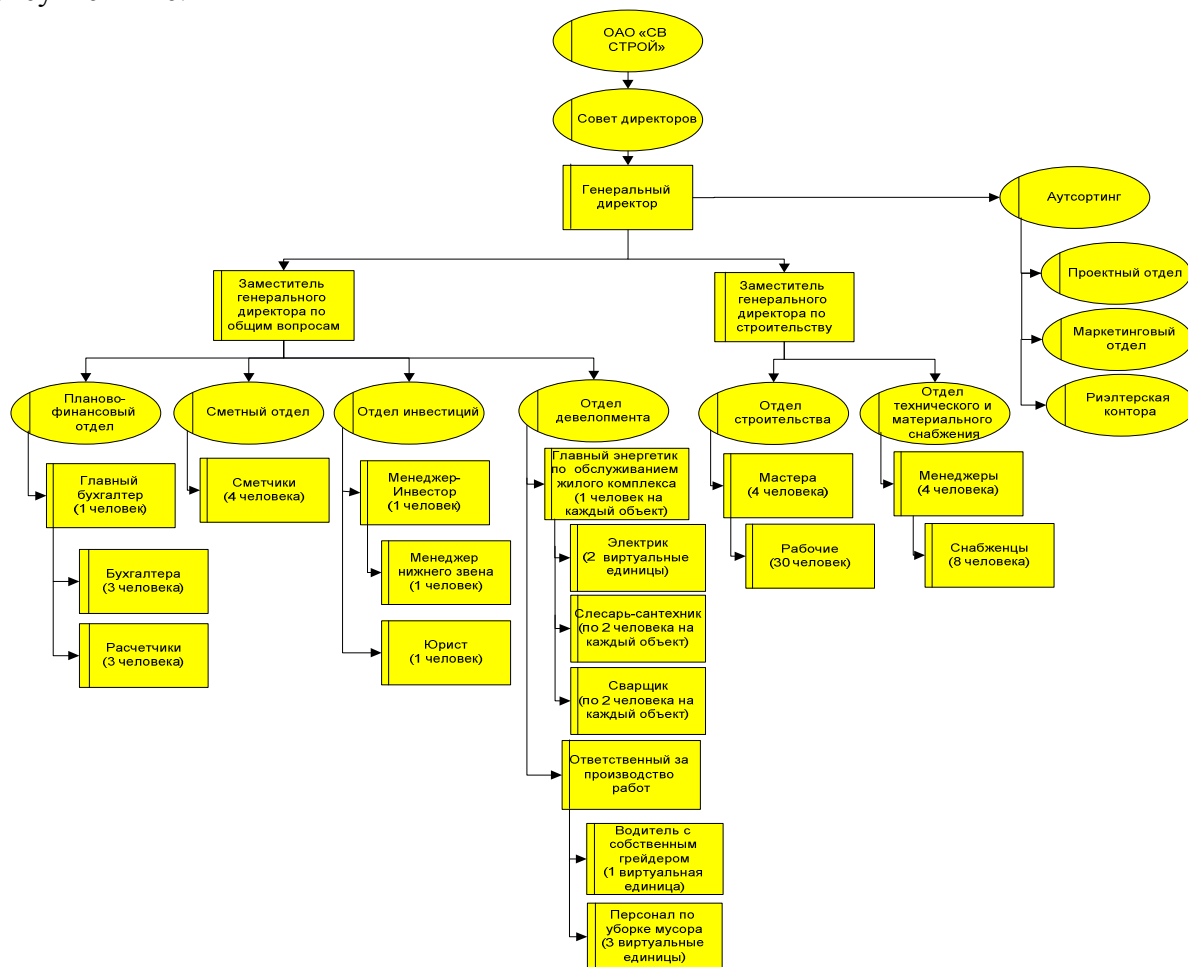 ОАО «СВ
СТРОЙ»
Совет директоров
Генеральный
директор
Аутсортинг
Проектный отдел
Маркетинговый
отдел
Риэлтерская
контора
Заместитель
генерального
директора по
общим вопросам
Заместитель
генерального
директора по
строительству
Планово-
финансовый
отдел
Сметный отдел
Отдел инвестиций
Отдел
девелопмента
Отдел
строительства
Отдел
технического и
материального
снабжения
Главный
бухгалтер
(1 человек)
Бухгалтера
(3 человека)
Расчетчики
(3 человека)
Сметчики
(4 человека)
Менеджер-
Инвестор
(1 человек)
Менеджер
нижнего звена
(1 человек)
Юрист
(1 человек)
Главный энергетик
по обслуживанием
жилого комплекса
(1 человек на
каждый объект)
Электрик
(2 виртуальные
единицы)
Слесарь-сантехник
(по 2 человека на
каждый объект)
Сварщик
(по 2 человека на
каждый объект)
Ответственный за
производство
работ
Водитель с
собственным
грейдером
(1 виртуальная
единица)
Персонал по
уборке мусора
(3 виртуальные
единицы)
Мастера
(4 человека)
Рабочие
(30 человек)
Менеджеры
(4 человека)
Снабженцы
(8 человека)